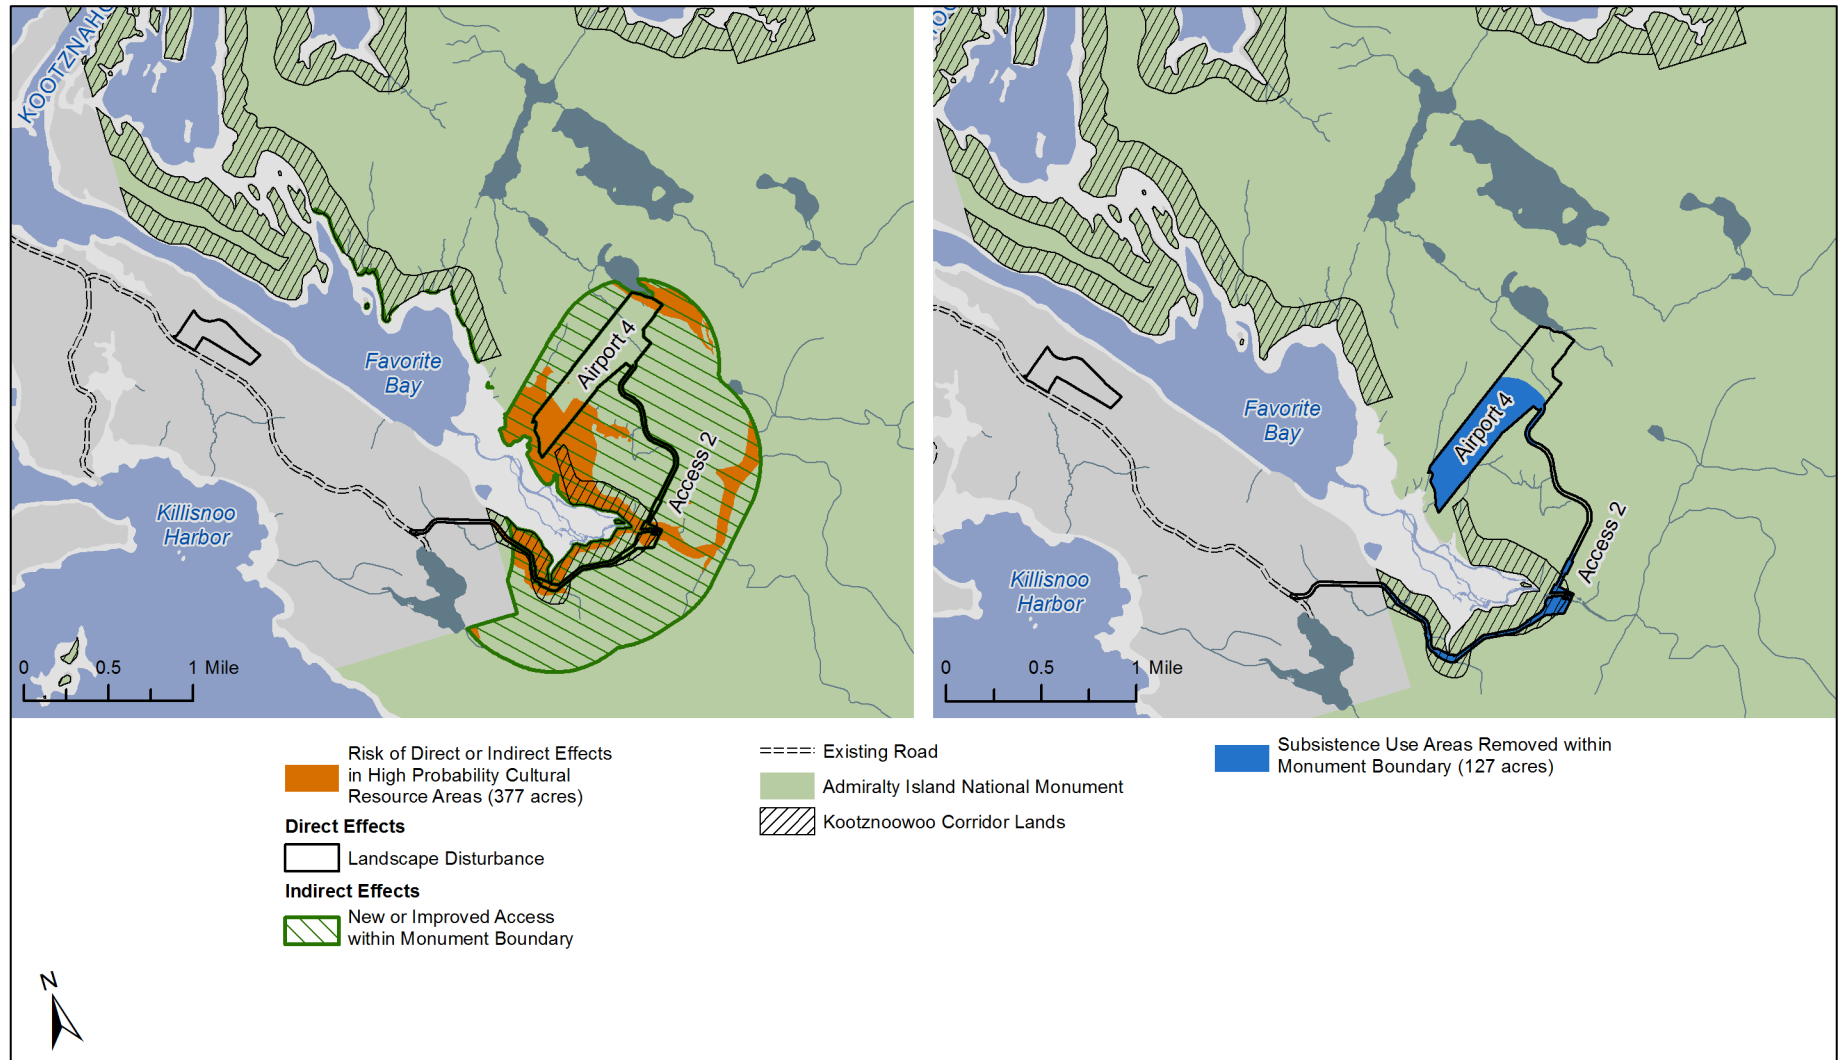 KOOTZNAHO
Airport 4
Favorite
Bay
Access 2
Killisnoo
Harbor
0 0.5 1 Mile
Airport 4
Favorite
Bay
Access 2
Killisnoo
Harbor
0 0.5 1 Mile
Risk of Direct or Indirect Effects
in High Probability Cultural
Resource Areas (377 acres)
Direct Effects
Landscape Disturbance
Indirect Effects
New or Improved Access
within Monument Boundary
Existing Road
Admiralty Island National Monument
Kootznoowoo Corridor Lands
Subsistence Use Areas Removed within
Monument Boundary (127 acres)
N